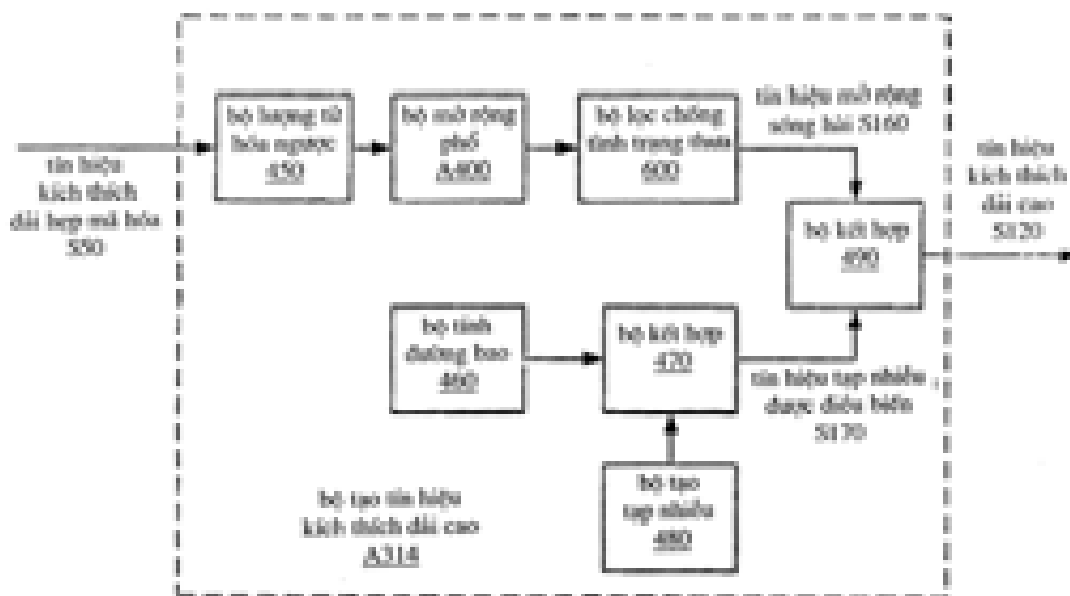 bộ lượng tử
hóa ngược
450
bộ mở rộng
phổ
A400
bộ lọc chống
tình trạng thưa
600
tín hiệu mở rộng
sóng hài S160
tín hiệu
kích thích
dải hẹp mã hóa
S50
tín hiệu
kích thích
dải cao
S120
bộ kết hợp
490
bộ tính
đường bao
460
bộ kết hợp
470
tín hiệu tạp nhiễu
được điều biến
S170
bộ tạo
tạp nhiễu
480
bộ tạo tín hiệu
kích thích dải cao
A314